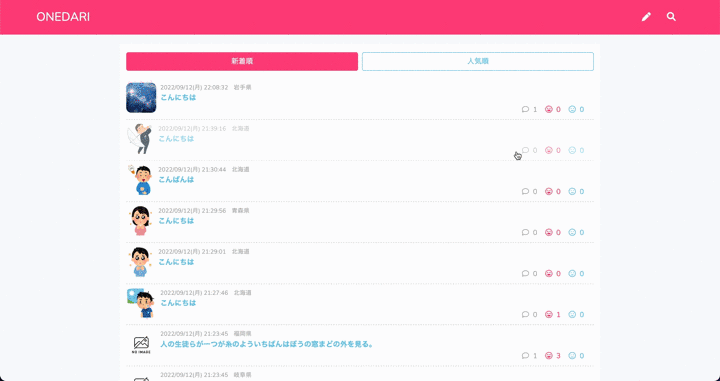 ONEDARI
新着順
人気順
2022/09/12(月) 22:08:32 岩手県
こんにちは
1 0 0
2022/09/12(月) 21:59:16 北海道
こんにちは
0 0 0
2022/09/12(月) 21:30:44 北海道
こんばんは
0 0 0
2022/09/12(月) 21:29:56 青森県
こんにちは
0 0 0
2022/09/12(月) 21:29:01 北海道
こんにちは
0 0 0
2022/09/12(月) 21:27:46 北海道
こんにちは
0 1 0
NO IMAGE
2022/09/12(月) 21:23:45 福岡県
人の生徒らが一つが糸のよういちばんはぼうの窓まどの外を見る。
1 3 0
2022/09/12(月) 21:23:45 岐阜県